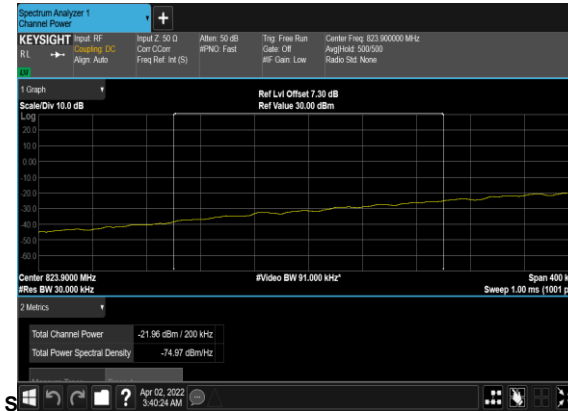 Spectrum Analyzer 1
Channel Power
+
KEYSIGHT Input: RF Input Z: 50 Ω Atten: 50 dB Trig: Free Run Center Freq: 823.900000 MHz
RL Coupling: DC Corr CCorr #PNO: Fast Gate: Off Avg|Hold: 500/500
Align: Auto Freq Ref: Int (S) #IF Gain: Low Radio Std: None
LXI
1 Graph Ref Lvl Offset 7.30 dB
Scale/Div 10.0 dB Ref Value 30.00 dBm
Log
20.0
10.0
0.00
-10.0
-20.0
-30.0
-40.0
-50.0
-60.0
Center 823.9000 MHz #Video BW 91.000 kHz* Span 400 k
#Res BW 30.000 kHz Sweep 1.00 ms (1001 p
2 Metrics
Total Channel Power -21.96 dBm / 200 kHz
Total Power Spectral Density -74.97 dBm/Hz
S ? Apr 02, 2022
3:40:24 AM